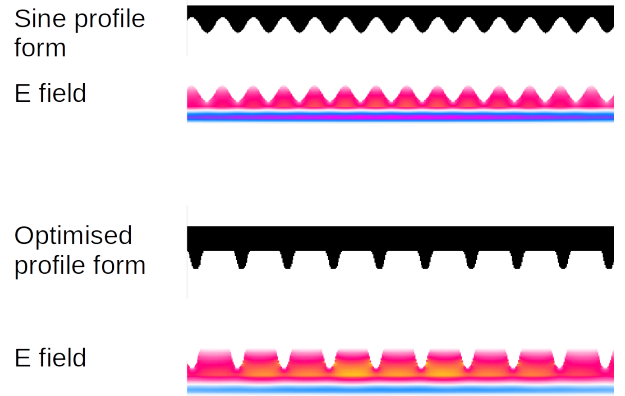 Sine profile
form
E field
Optimised
profile form
E field